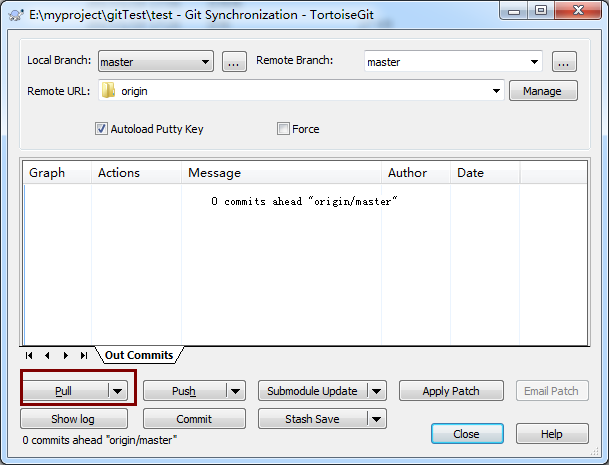 E:\myproject\gitTest\test - Git Synchronization - TortoiseGit
Local Branch: master ... Remote Branch: master ...
Remote URL: origin Manage
Autoload Putty Key Force
Graph Actions Message Author Date
0 commits ahead "origin/master"
Out Commits
Pull Push Submodule Update Apply Patch Email Patch
Show log Commit Stash Save
0 commits ahead "origin/master"
Close Help